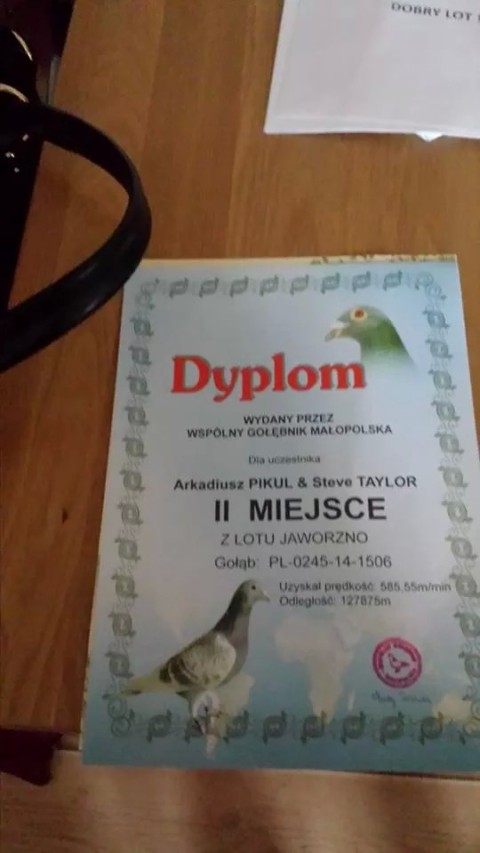 DOBRY LOT
Dyplom
WYDANY PRZEZ
WSPÓLNY GOŁĘBNIK MAŁOPOLSKA
Dla uczestnika
Arkadiusz PIKUL & Steve TAYLOR
II MIEJSCE
Z LOTU JAWORZNO
Gołąb: PL-0245-14-1506
Uzyskał prędkość: 585.55m/min
Odległość: 127875m